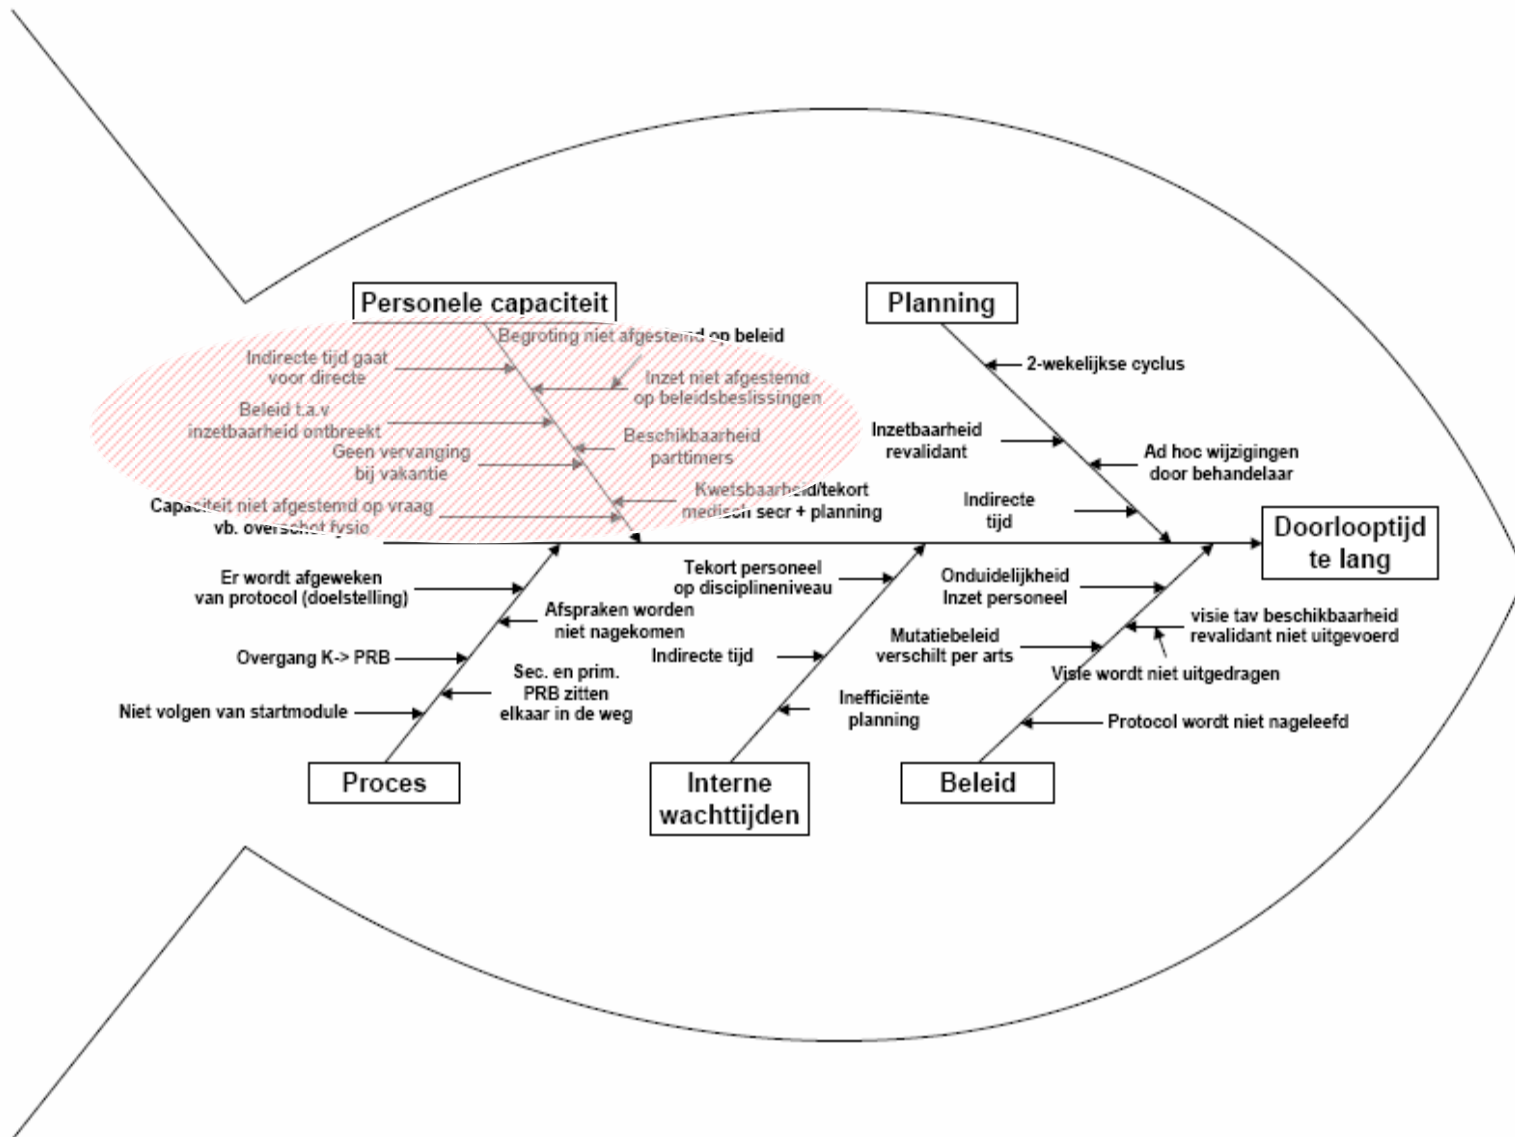 Personele capaciteit
Begroting niet afgestemd op beleid
Indirecte tijd gaat
voor directe
Inzet niet afgestemd
op beleidsbeslissingen
Beleid t.a.v
inzetbaarheid ontbreekt
Beschikbaarheid
parttimers
Geen vervanging
bij vakantie
Kwetsbaarheid/tekort
medisch secr + planning
Capaciteit niet afgestemd op vraag
vb. overschot fysio
Planning
2-wekelijkse cyclus
Inzetbaarheid
revalidant
Ad hoc wijzigingen
door behandelaar
Indirecte
tijd
Doorlooptijd
te lang
Er wordt afgeweken
van protocol (doelstelling)
Afspraken worden
niet nagekomen
Overgang K-> PRB
Sec. en prim.
PRB zitten
elkaar in de weg
Niet volgen van startmodule
Proces
Tekort personeel
op disciplineniveau
Indirecte tijd
Inefficiënte
planning
Interne
wachttijden
Onduidelijkheid
Inzet personeel
visie tav beschikbaarheid
revalidant niet uitgevoerd
Mutatiebeleid
verschilt per arts
Visie wordt niet uitgedragen
Protocol wordt niet nageleefd
Beleid